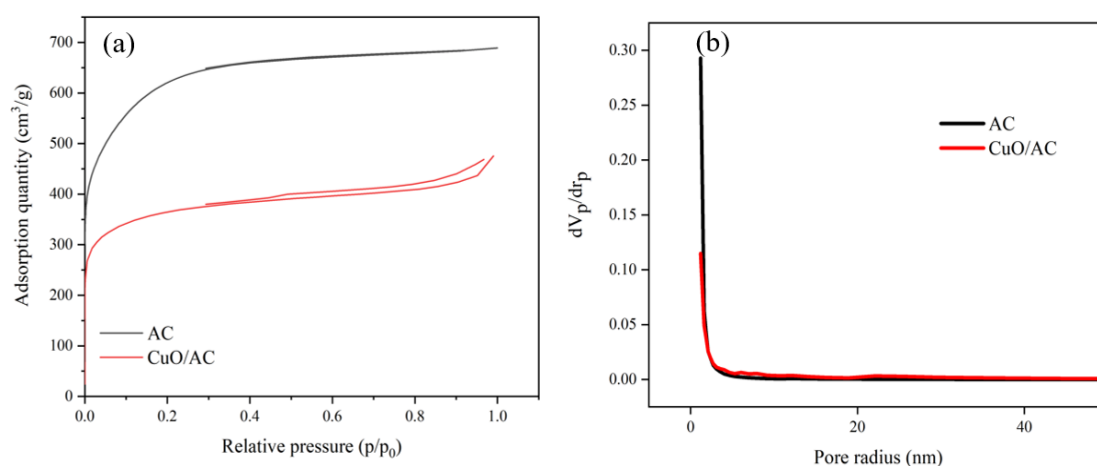 (a)
700
600
500
400
300
200
100
0
Adsorption quantity (cm³/g)
AC
CuO/AC
0.0 0.2 0.4 0.6 0.8 1.0
Relative pressure (p/p₀)
(b)
0.30
0.25
0.20
0.15
0.10
0.05
0.00
dVₚ/drₚ
AC
CuO/AC
0 20 40
Pore radius (nm)